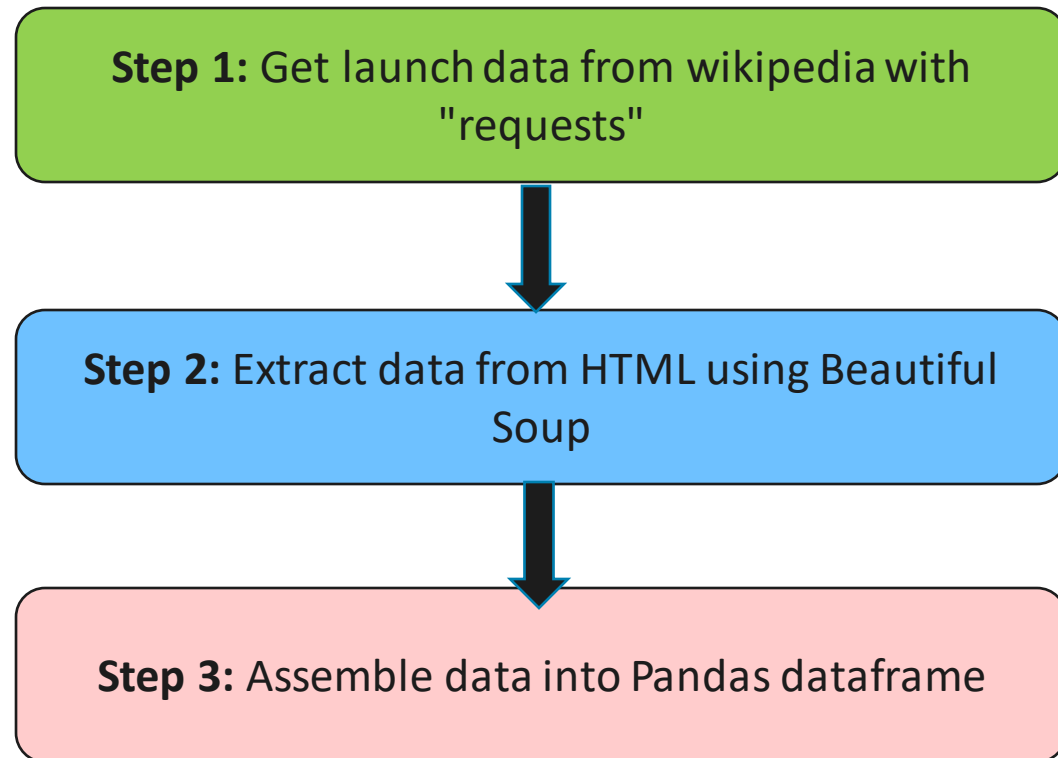 Step 1: Get launch data from wikipedia with
"requests"
Step 2: Extract data from HTML using Beautiful
Soup
Step 3: Assemble data into Pandas dataframe